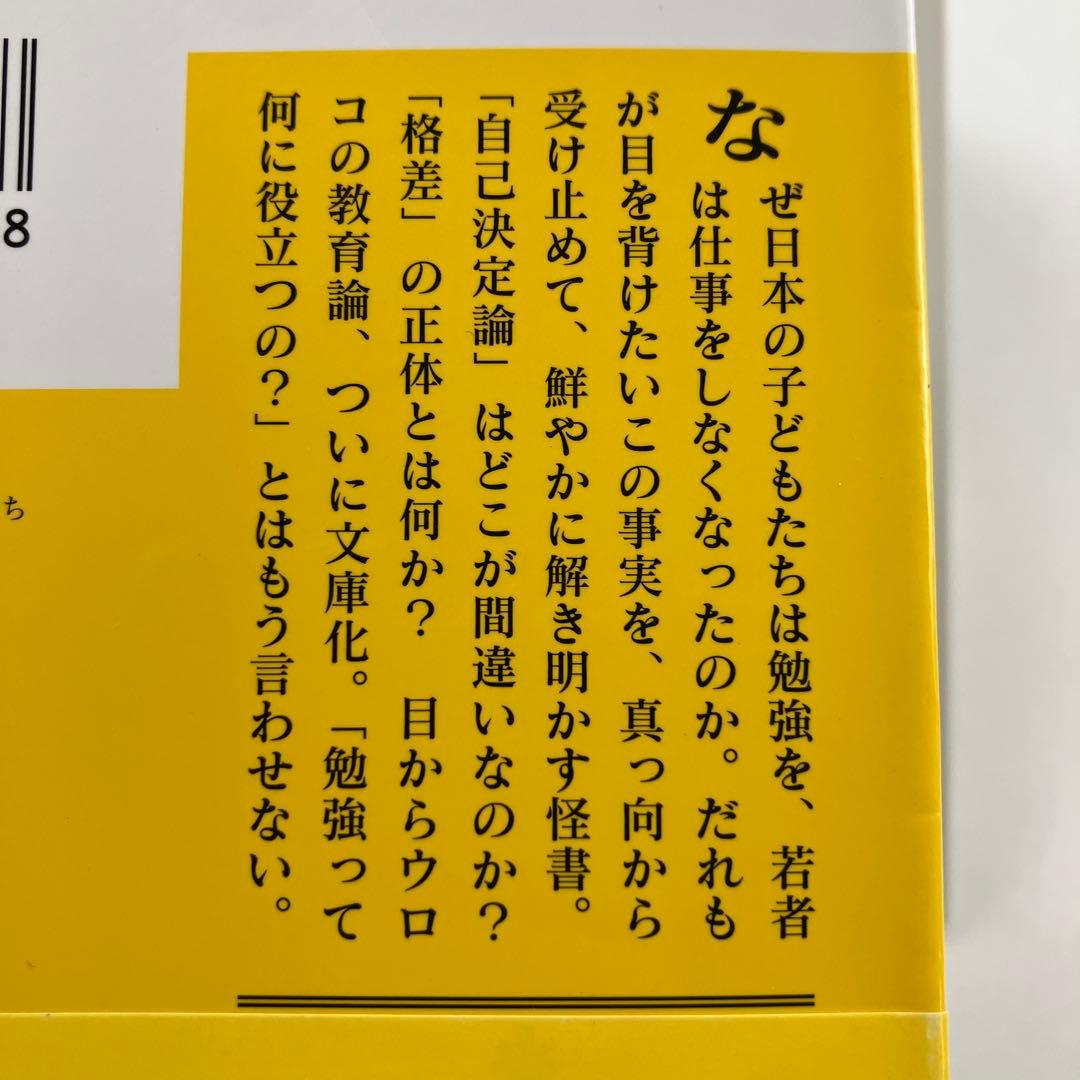 なぜ日本の子どもたちは勉強を、若者
は仕事をしなくなったのか。だれも
が目を背けたいこの事実を、真っ向から
受け止めて、鮮やかに解き明かす怪書。
「自己決定論」はどこが間違いなのか？
「格差」の正体とは何か？　目からウロ
コの教育論、ついに文庫化。「勉強って
何に役立つの？」とはもう言わせない。
8
ち